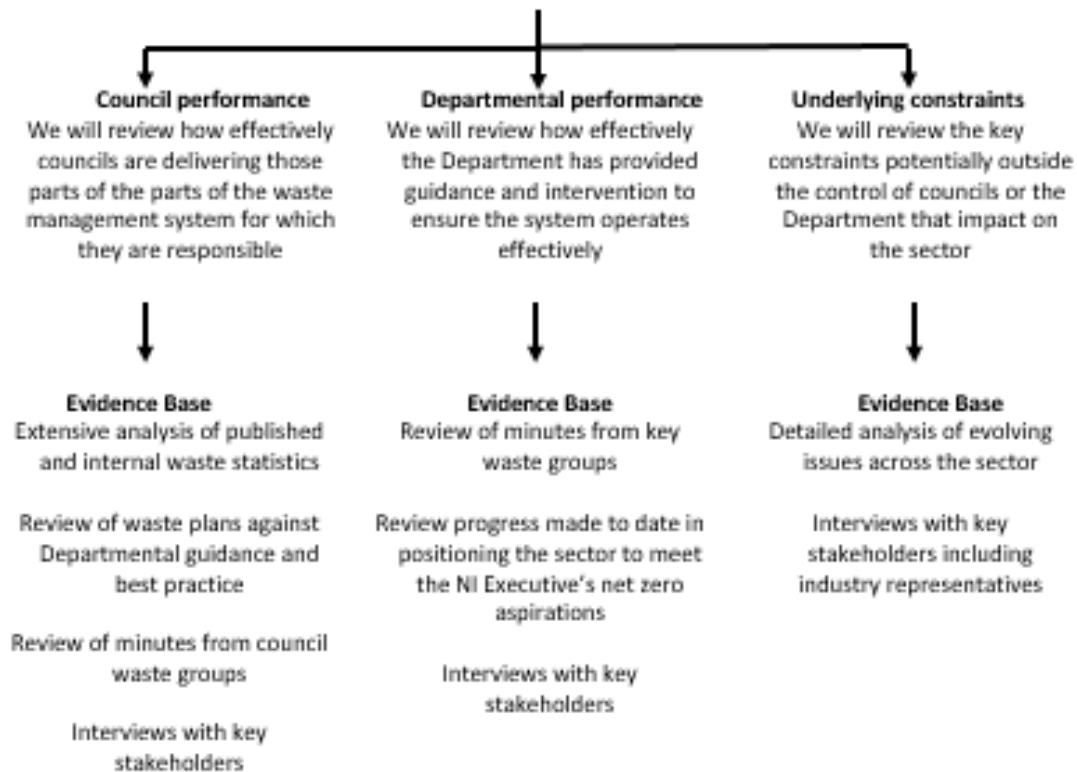 Council performance
We will review how effectively
councils are delivering those
parts of the parts of the waste
management system for which
they are responsible
Departmental performance
We will review how effectively
the Department has provided
guidance and intervention to
ensure the system operates
effectively
Underlying constraints
We will review the key
constraints potentially outside
the control of councils or the
Department that impact on
the sector
Evidence Base
Extensive analysis of published
and internal waste statistics
Review of waste plans against
Departmental guidance and
best practice
Review of minutes from council
waste groups
Interviews with key
stakeholders
Evidence Base
Review of minutes from key
waste groups
Review progress made to date in
positioning the sector to meet
the NI Executive's net zero
aspirations
Interviews with key
stakeholders
Evidence Base
Detailed analysis of evolving
issues across the sector
Interviews with key
stakeholders including
industry representatives